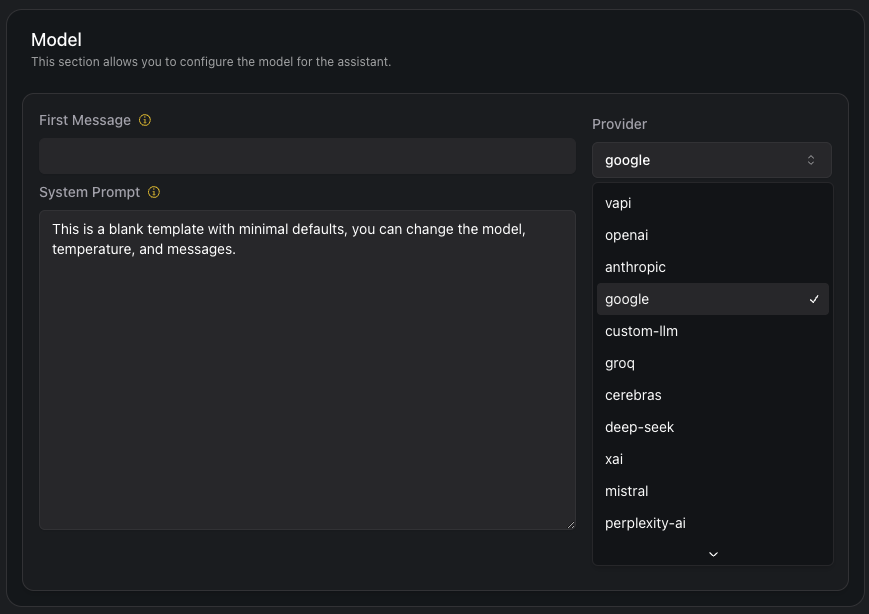 Model
This section allows you to configure the model for the assistant.
First Message
System Prompt
This is a blank template with minimal defaults, you can change the model,
temperature, and messages.
Provider
google
vapi
openai
anthropic
google
custom-llm
groq
cerebras
deep-seek
xai
mistral
perplexity-ai